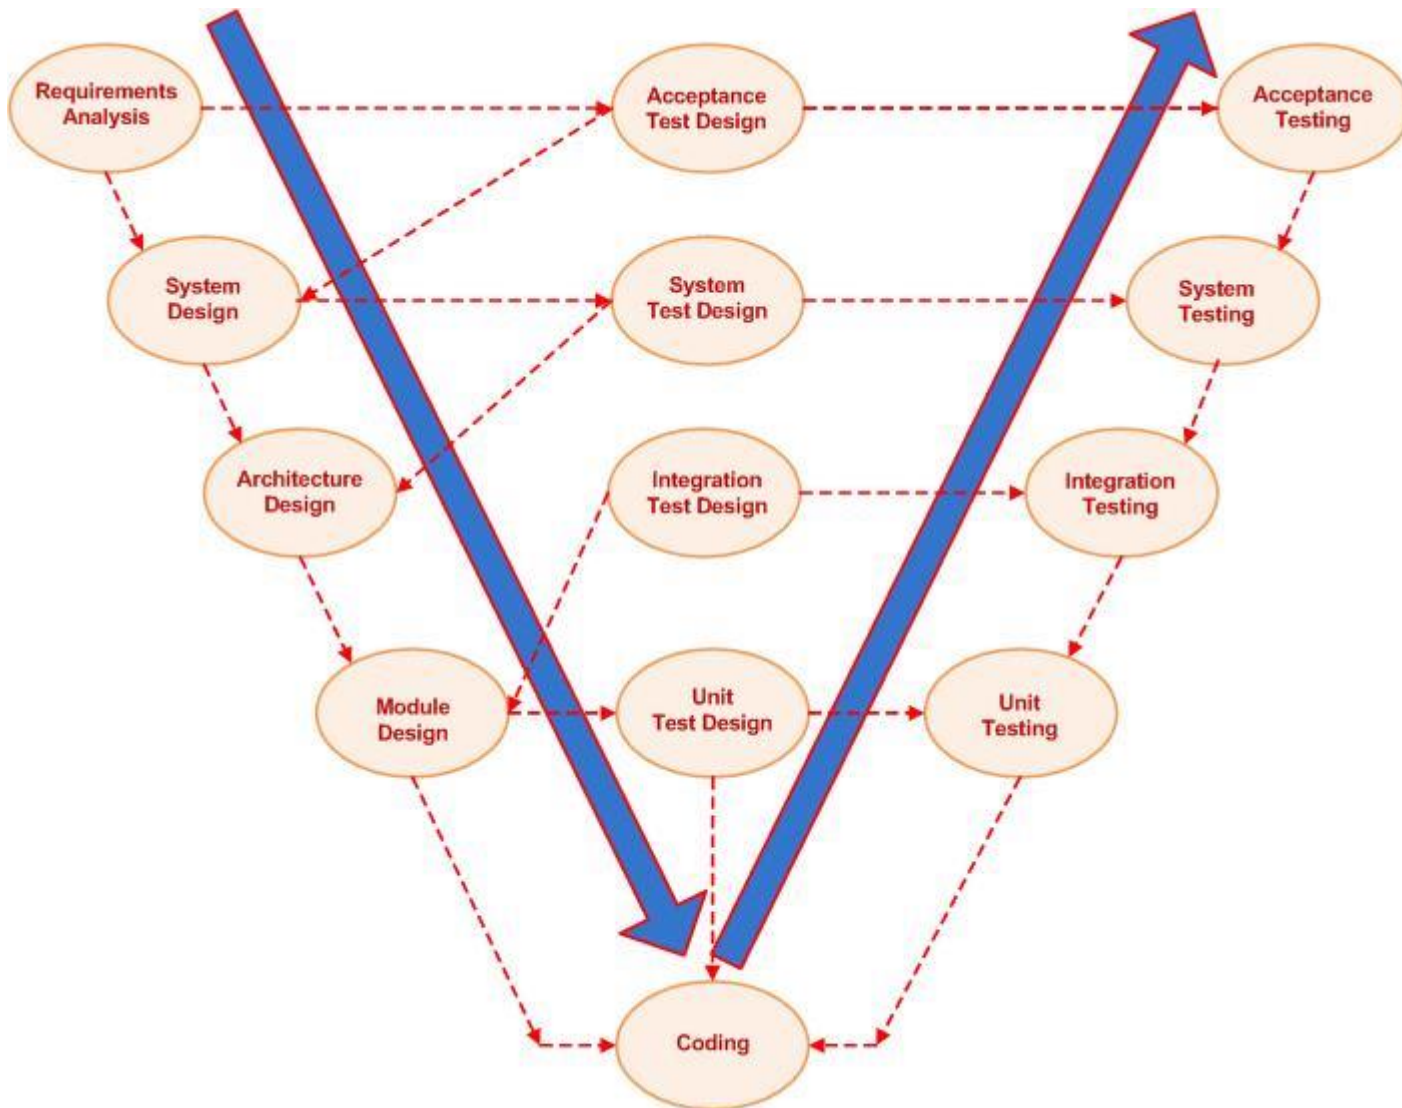 Requirements
Analysis
Acceptance
Test Design
Acceptance
Testing
System
Design
System
Test Design
System
Testing
Architecture
Design
Integration
Test Design
Integration
Testing
Module
Design
Unit
Test Design
Unit
Testing
Coding